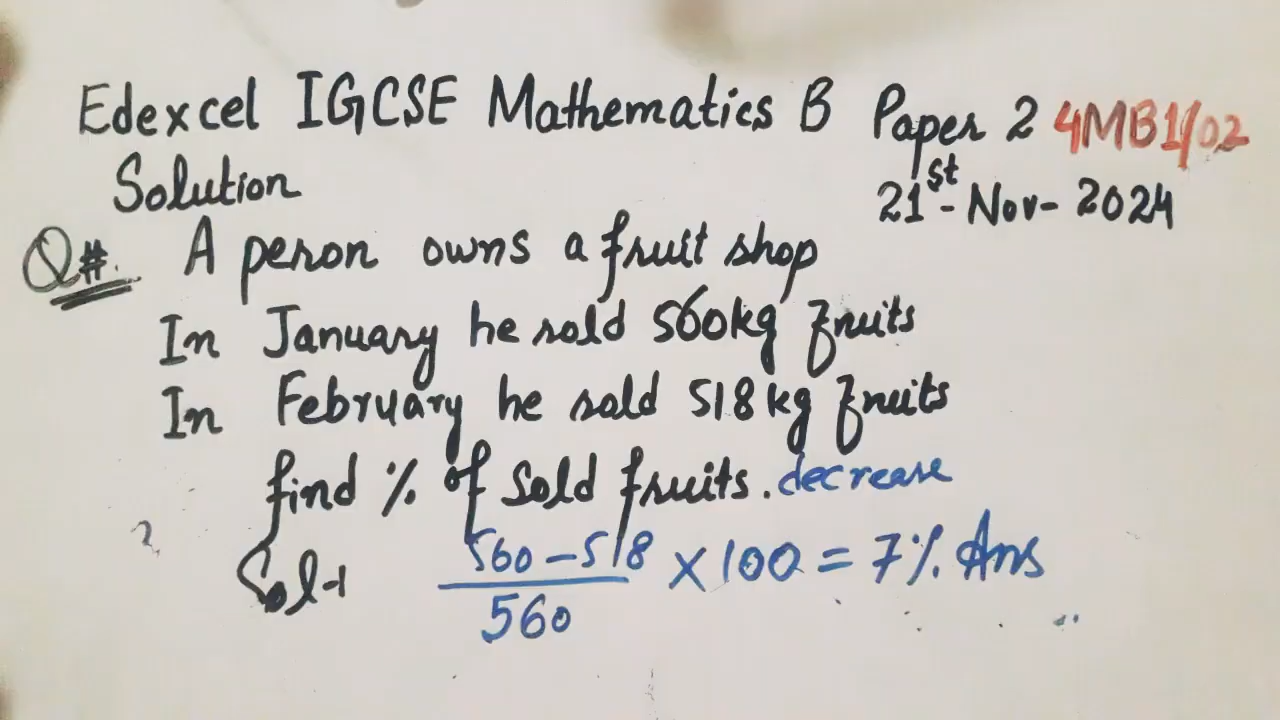 Edexcel IGCSE Mathematics B Paper 2 4MB1/02
Solution 21st- Nov- 2024
Q#. A peron owns a fruit shop
In January he sold 560kg fruits
In February he sold 518 kg fruits
find % of sold fruits. decrease
Sol+ 560 - 518 / 560 × 100 = 7% Ans